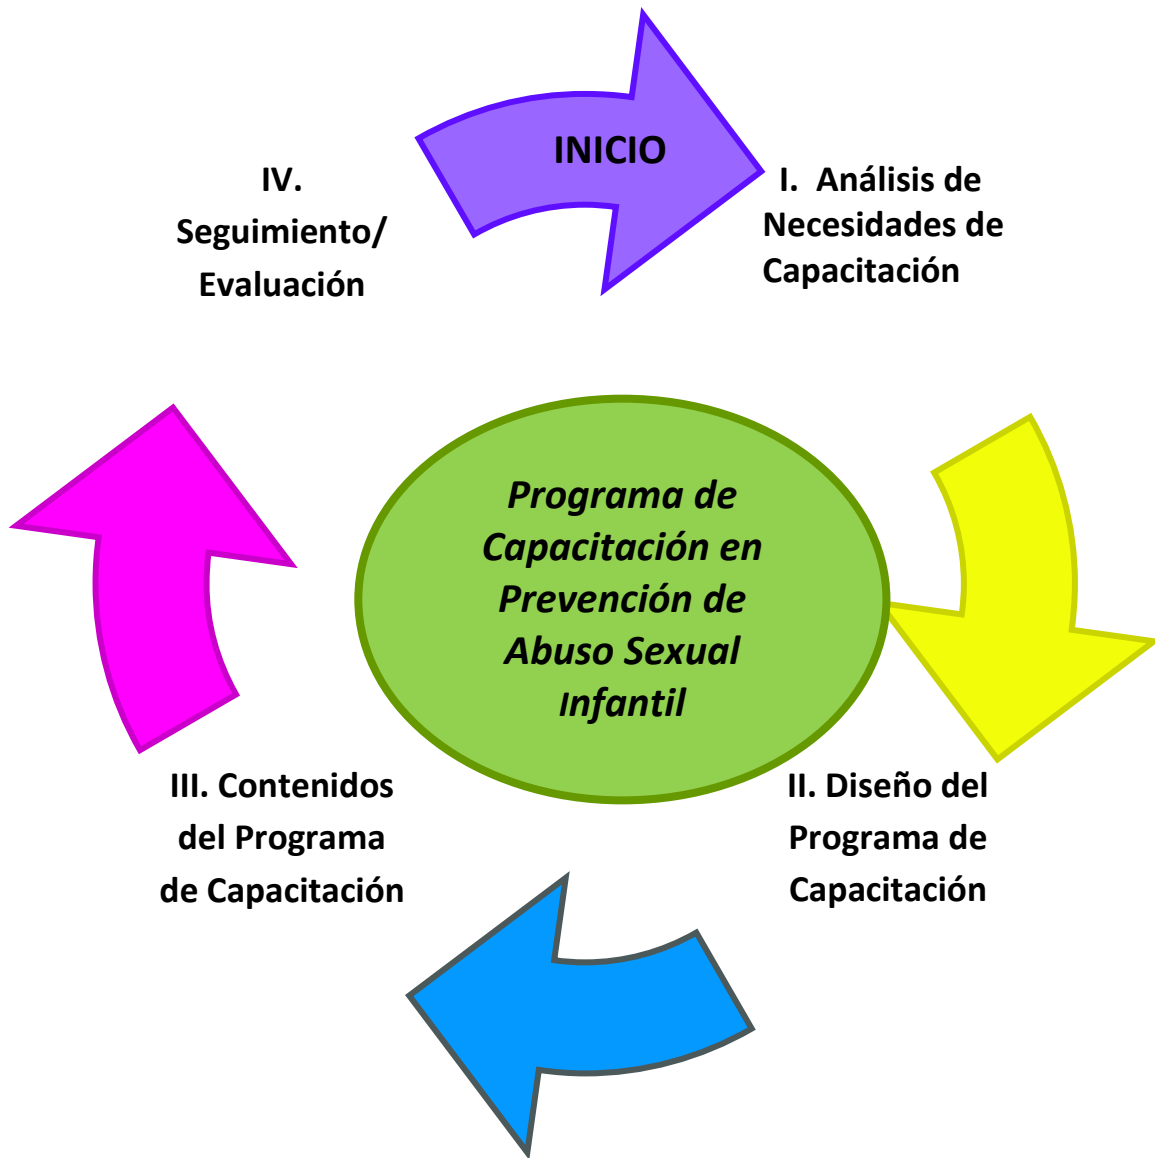 INICIO
I. Análisis de
Necesidades de
Capacitación
Programa de
Capacitación en
Prevención de
Abuso Sexual
Infantil
II. Diseño del
Programa de
Capacitación
III. Contenidos
del Programa
de Capacitación
IV.
Seguimiento/
Evaluación